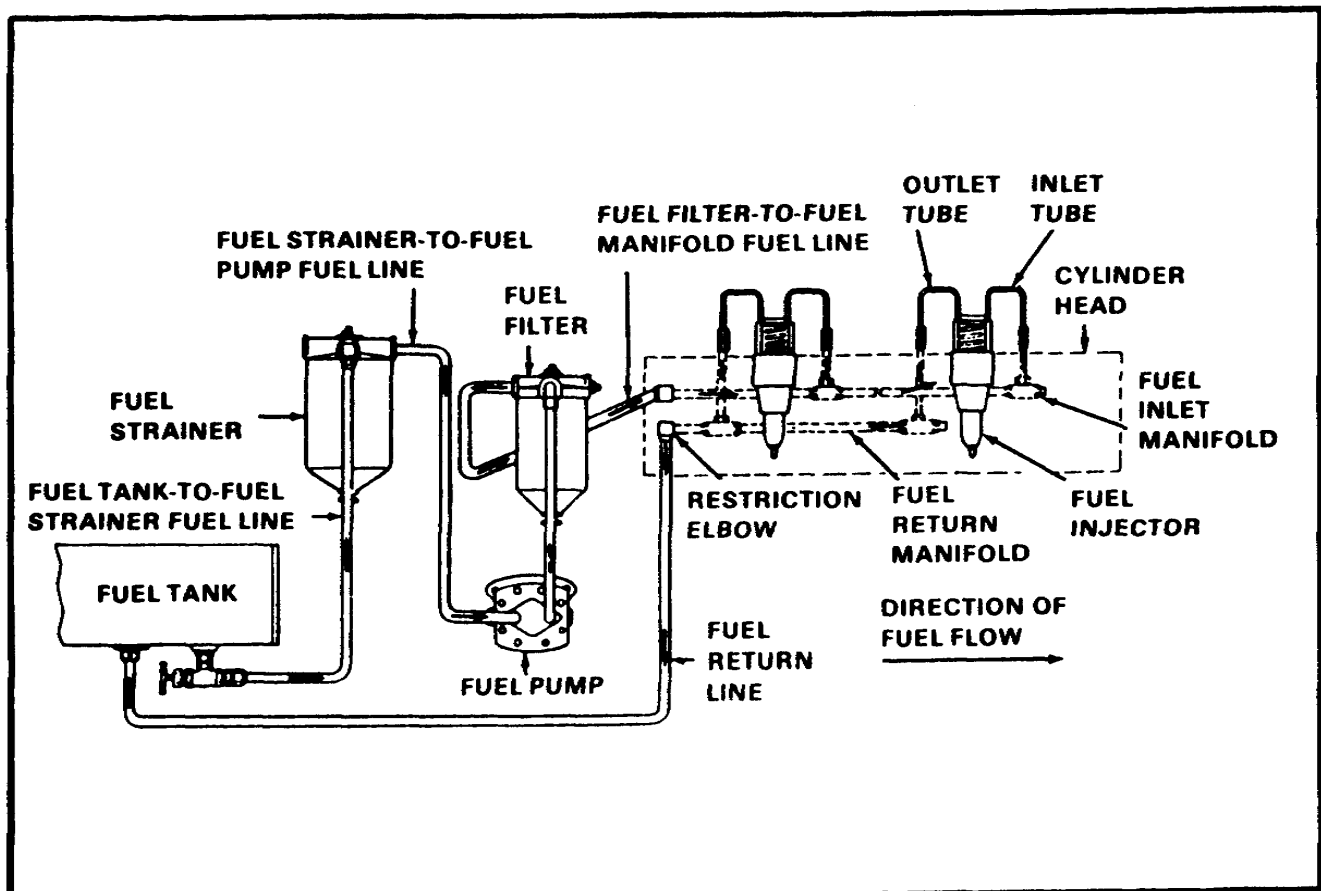 OUTLET
TUBE
INLET
TUBE
FUEL FILTER-TO-FUEL
MANIFOLD FUEL LINE
FUEL STRAINER-TO-FUEL
PUMP FUEL LINE
CYLINDER
HEAD
FUEL
FILTER
FUEL
STRAINER
FUEL
INLET
MANIFOLD
FUEL TANK-TO-FUEL
STRAINER FUEL LINE
RESTRICTION
ELBOW
FUEL
RETURN
MANIFOLD
FUEL
INJECTOR
FUEL TANK
DIRECTION OF
FUEL FLOW
FUEL
RETURN
LINE
FUEL PUMP